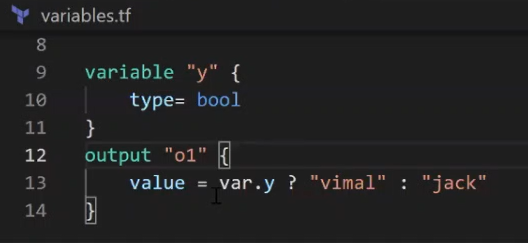 variables.tf
8
9 variable "y" {
10 type= bool
11 }
12 output "o1" {
13 value = var.y ? "vimal" : "jack"
14 }